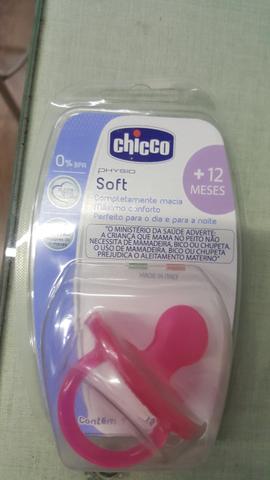 chicco
0% BPA
PHYSIO
Soft
+12
MESES
Completamente macia
Máximo conforto
Perfeito para o dia e para a noite
"O MINISTÉRIO DA SAÚDE ADVERTE:
A CRIANÇA QUE MAMA NO PEITO NÃO
NECESSITA DE MAMADEIRA, BICO OU CHUPETA.
O USO DE MAMADEIRA, BICO OU CHUPETA
PREJUDICA O ALEITAMENTO MATERNO"
MADE IN ITALY
Contém